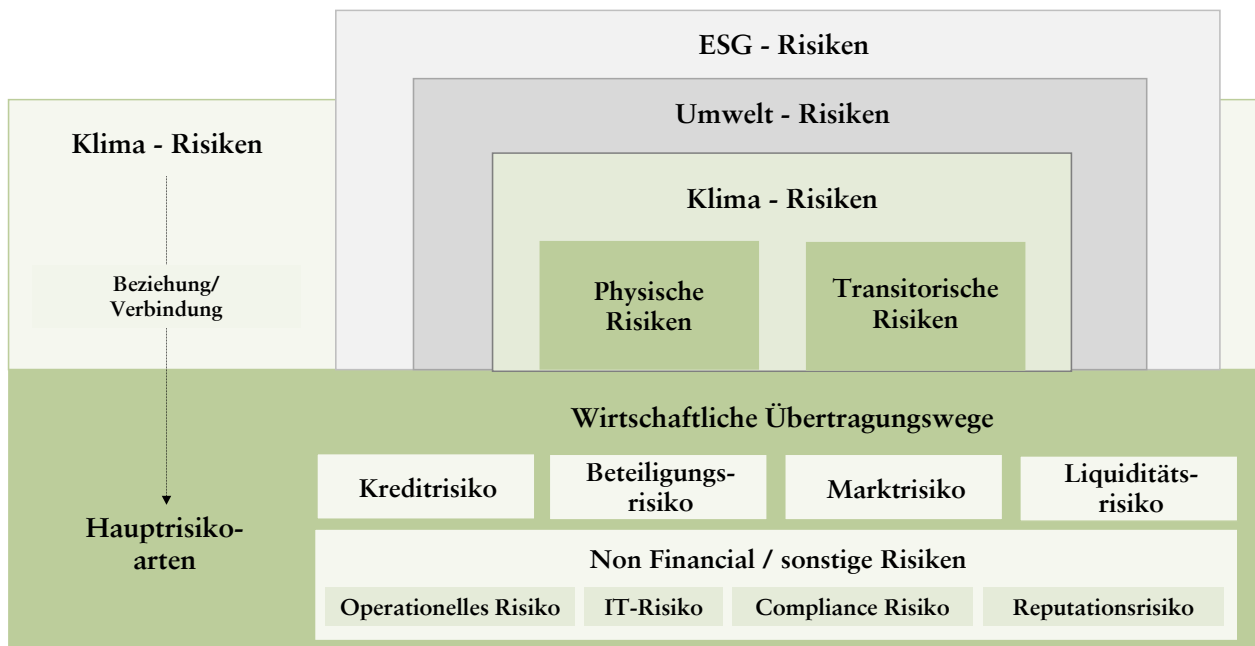 ESG - Risiken
Umwelt - Risiken
Klima - Risiken
Klima - Risiken
Physische
Risiken
Transitorische
Risiken
Beziehung/
Verbindung
Wirtschaftliche Übertragungswege
Kreditrisiko
Beteiligungs-
risiko
Marktrisiko
Liquiditäts-
risiko
Hauptrisiko-
arten
Non Financial / sonstige Risiken
Operationelles Risiko
IT-Risiko
Compliance Risiko
Reputationsrisiko